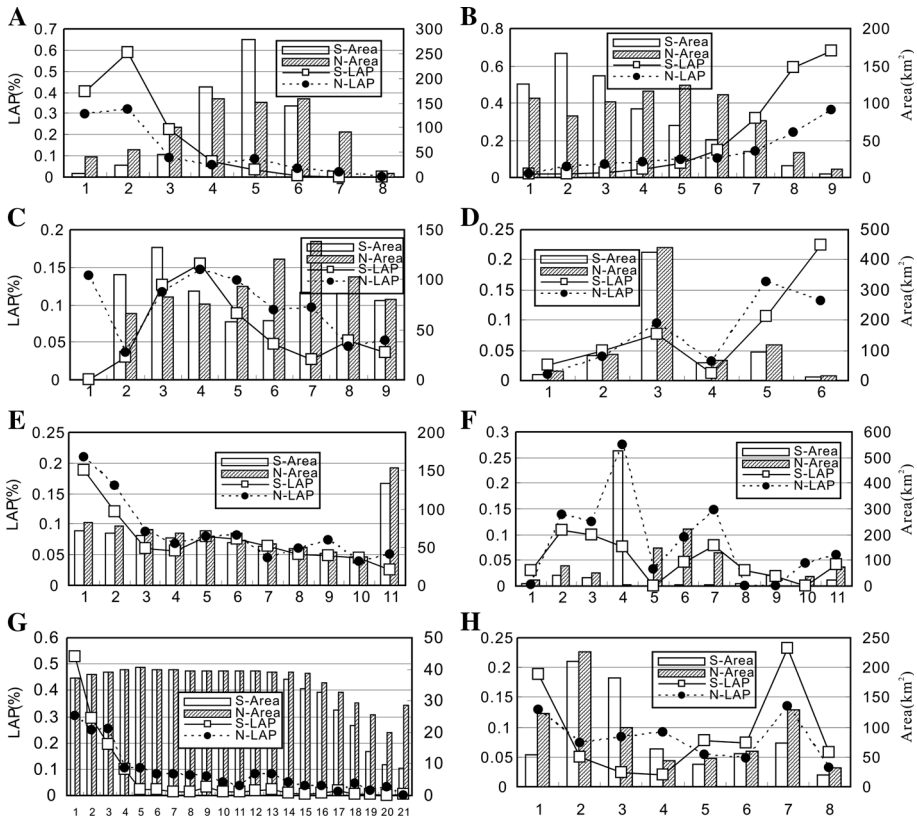 A
B
LAP(%)
0.7
0.6
0.5
0.4
0.3
0.2
0.1
0
300
250
200
150
100
50
0
S-Area
N-Area
S-LAP
N-LAP
1 2 3 4 5 6 7 8
0.8
0.6
0.4
0.2
0
200
150
100
50
0
Area(km²)
S-Area
N-Area
S-LAP
N-LAP
1 2 3 4 5 6 7 8 9
C
D
LAP(%)
0.2
0.15
0.1
0.05
0
150
100
50
0
S-Area
N-Area
S-LAP
N-LAP
1 2 3 4 5 6 7 8 9
0.25
0.2
0.15
0.1
0.05
0
500
450
400
350
300
250
200
150
100
50
0
Area(km²)
S-Area
N-Area
S-LAP
N-LAP
1 2 3 4 5 6
E
F
LAP(%)
0.25
0.2
0.15
0.1
0.05
0
200
150
100
50
0
S-Area
N-Area
S-LAP
N-LAP
1 2 3 4 5 6 7 8 9 10 11
0.3
0.25
0.2
0.15
0.1
0.05
0
600
500
400
300
200
100
0
Area(km²)
S-Area
N-Area
S-LAP
N-LAP
1 2 3 4 5 6 7 8 9 10 11
G
H
LAP(%)
0.6
0.5
0.4
0.3
0.2
0.1
0
50
40
30
20
10
0
S-Area
N-Area
S-LAP
N-LAP
1 2 3 4 5 6 7 8 9 10 11 12 13 14 15 16 17 18 19 20 21
0.25
0.2
0.15
0.1
0.05
0
250
200
150
100
50
0
Area(km²)
S-Area
N-Area
S-LAP
N-LAP
1 2 3 4 5 6 7 8